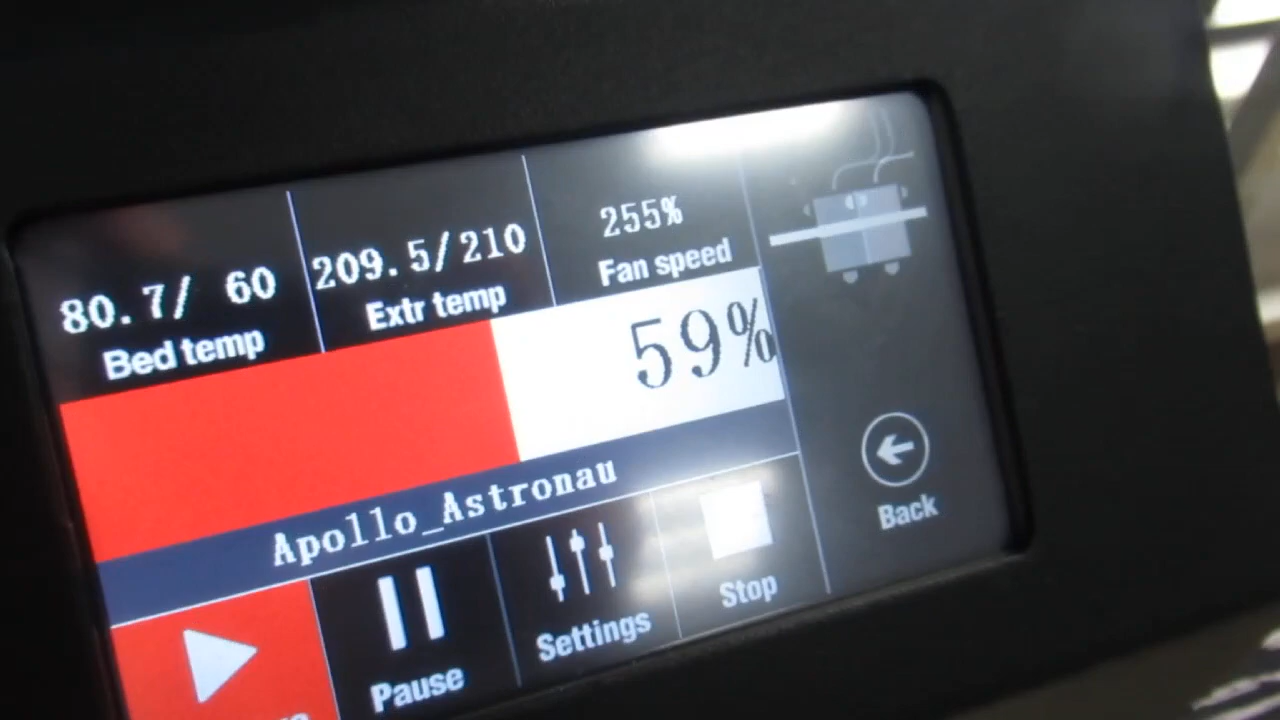 80.7/ 60
Bed temp
209.5/210
Extr temp
255%
Fan speed
59%
Apollo_Astronau
Pause
Settings
Stop
Back